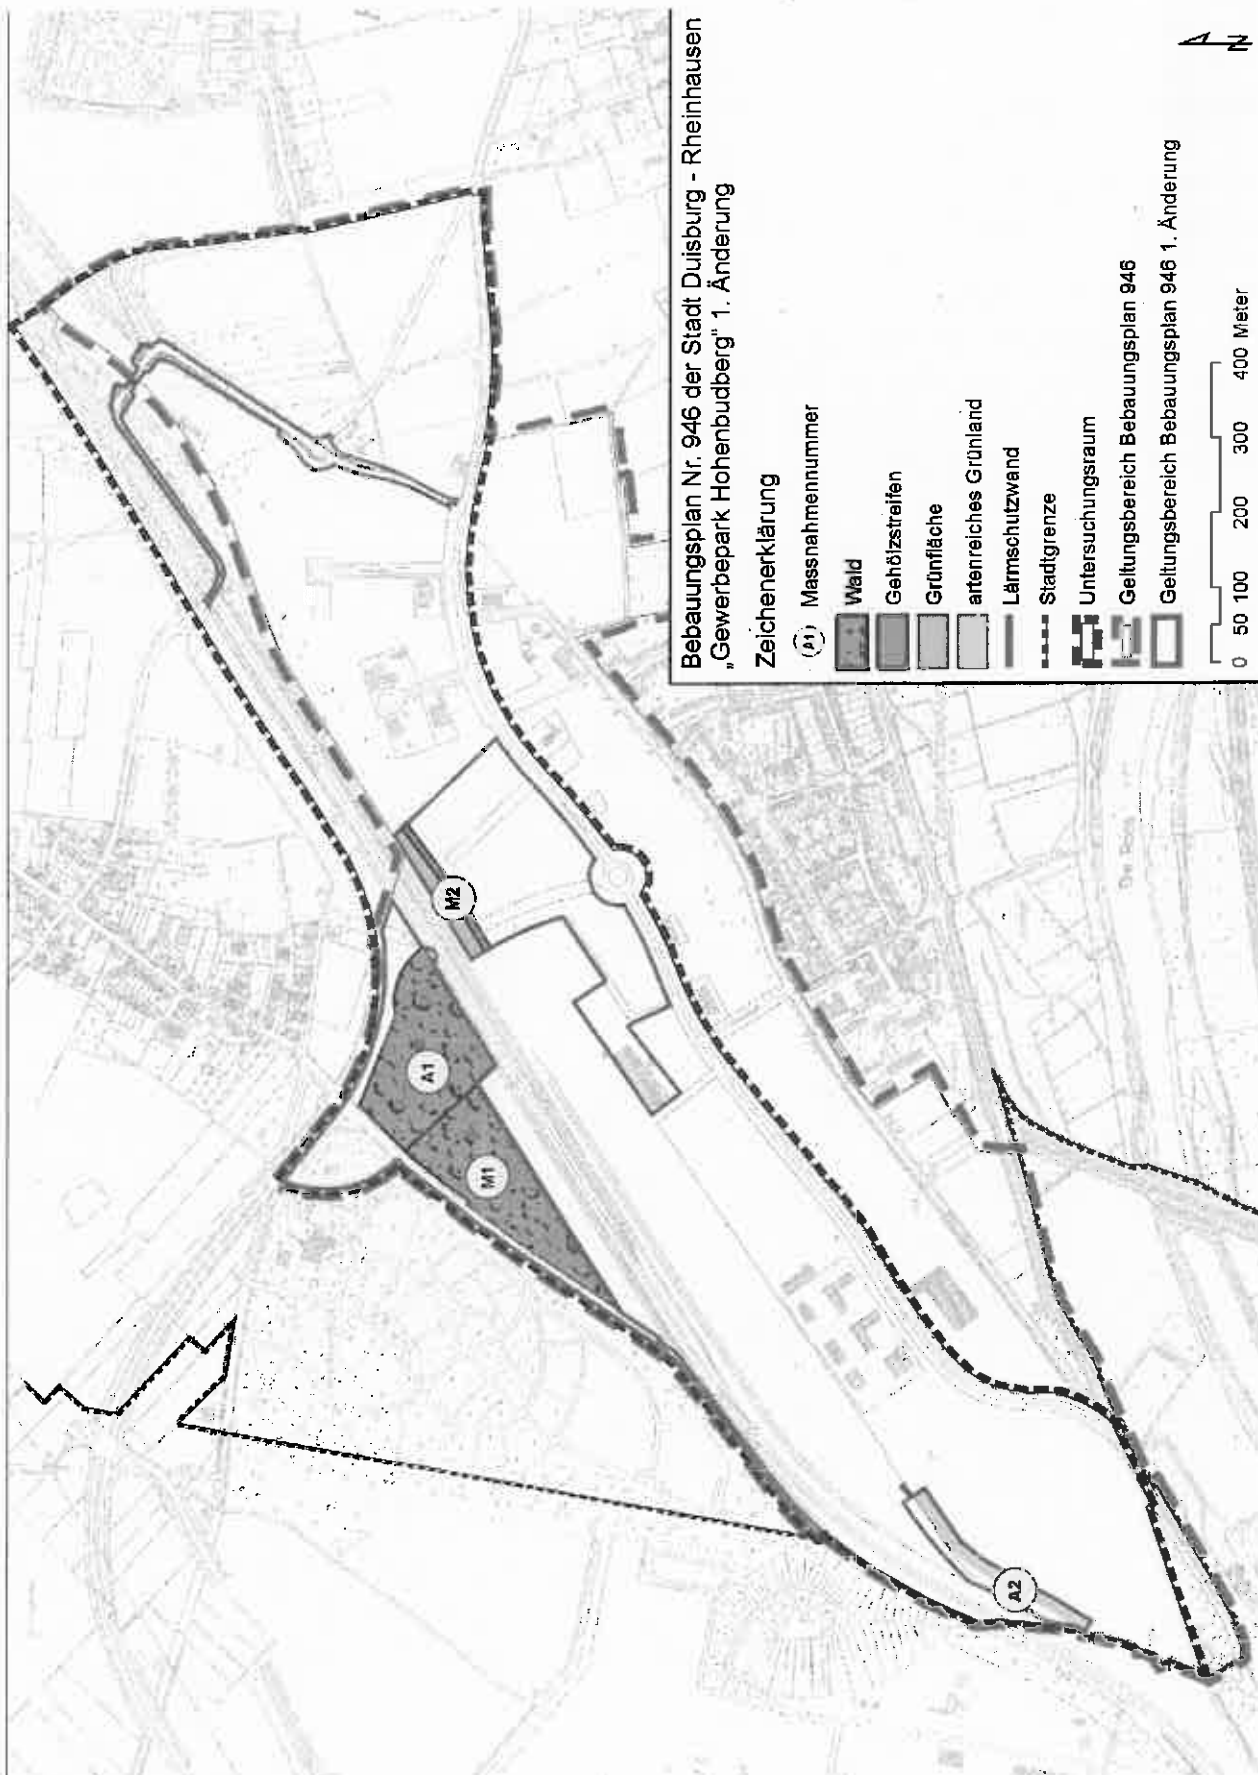 Bebauungsplan Nr. 946 der Stadt Duisburg - Rheinhausen
„Gewerbepark Hohenbudberg" 1. Änderung
Zeichenerklärung
A1 Massnahmennummer
Wald
Gehölzstreifen
Grünfläche
artenreiches Grünland
Lärmschutzwand
Stadtgrenze
Untersuchungsraum
Geltungsbereich Bebauungsplan 946
Geltungsbereich Bebauungsplan 946 1. Änderung
0 50 100 200 300 400 Meter
N
M2
A1
M1
A2